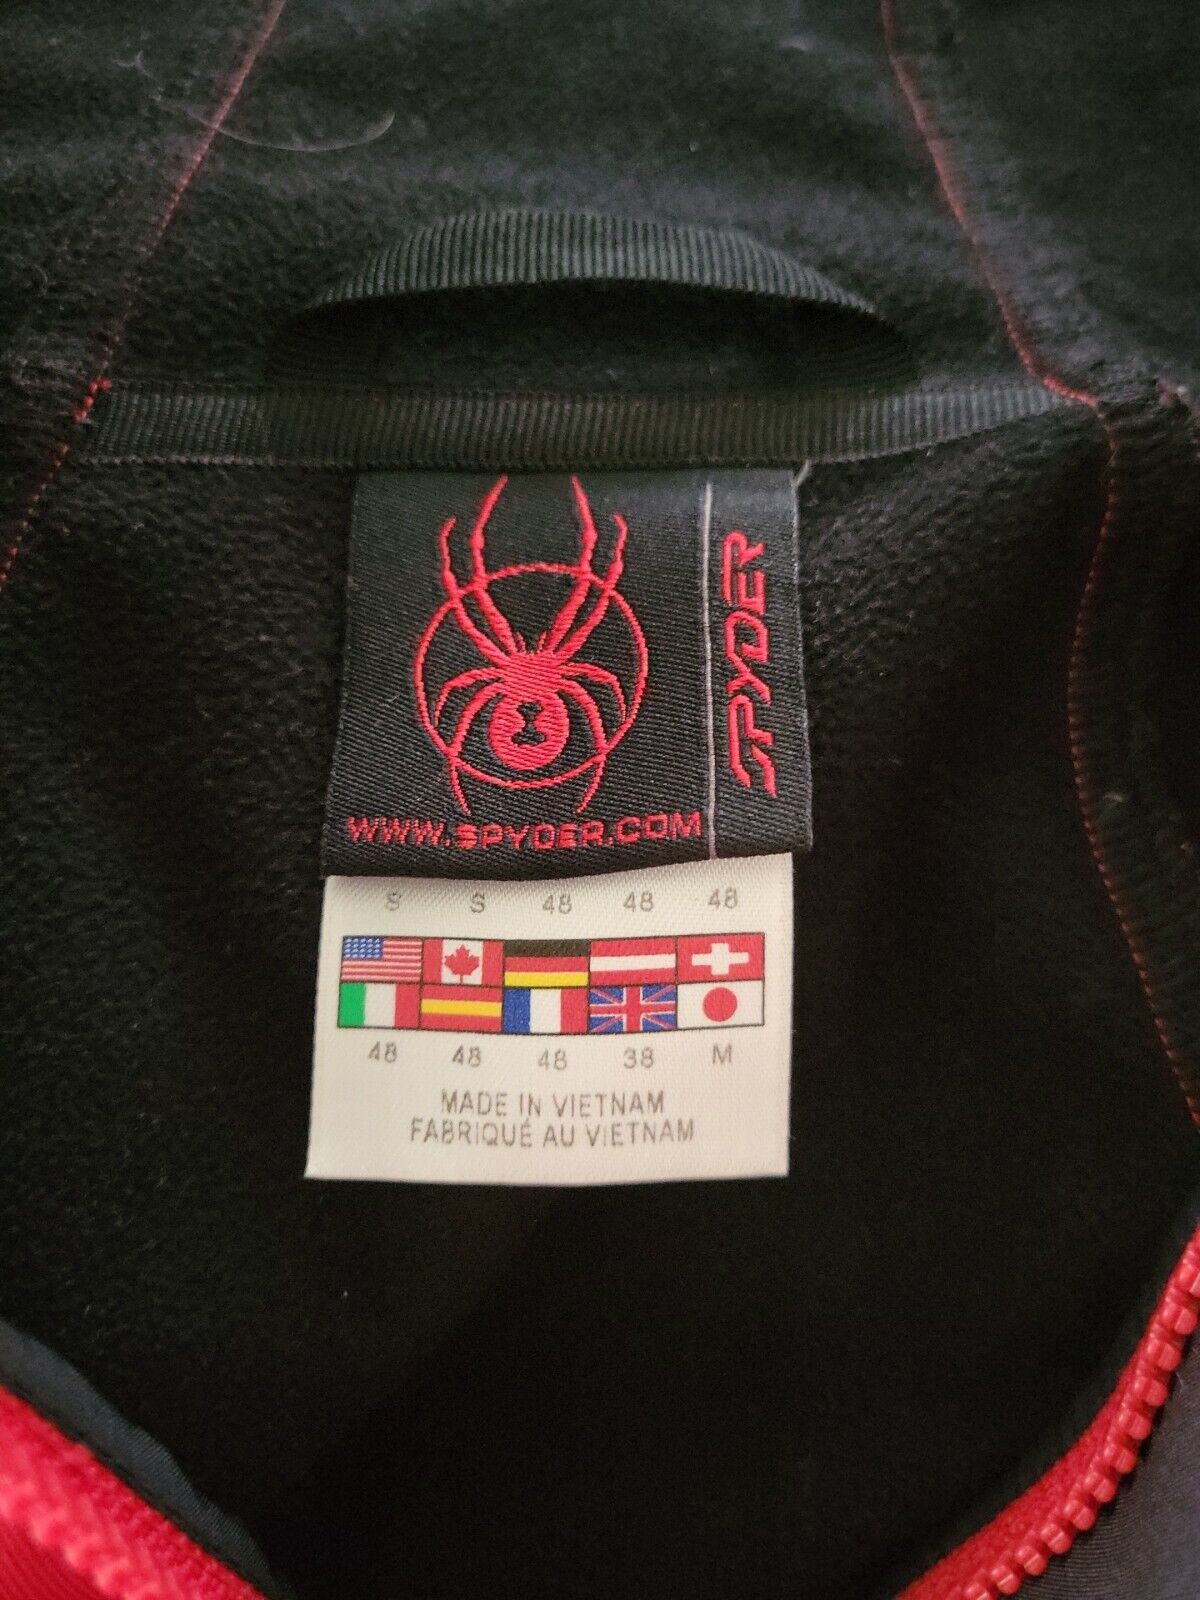 SPYDER
WWW.SPYDER.COM
S S 48 48 48
48 48 48 38 M
MADE IN VIETNAM
FABRIQUÉ AU VIETNAM